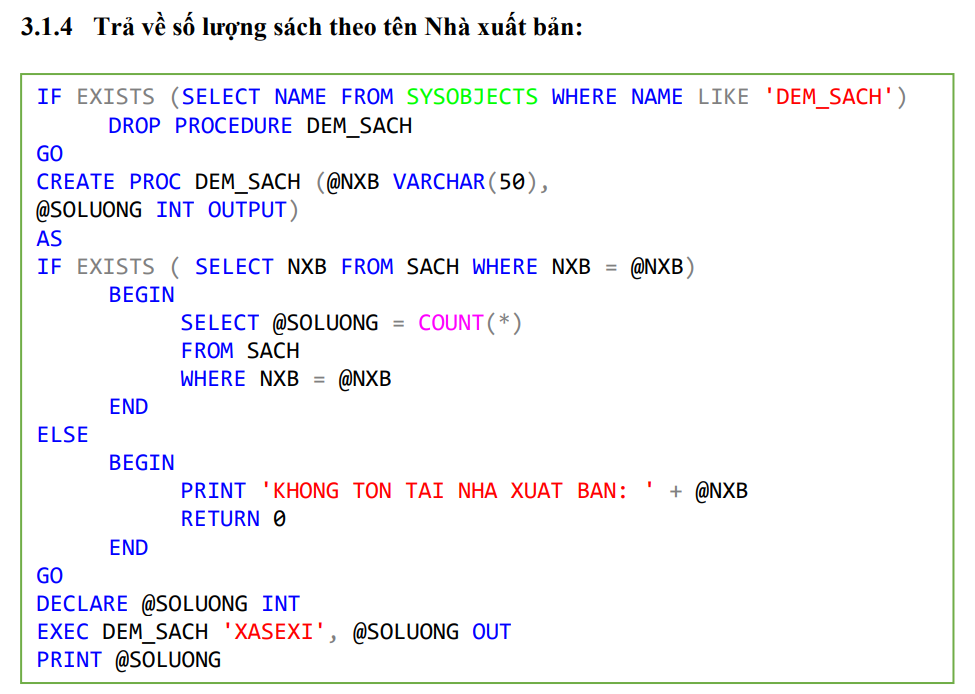 3.1.4 Trả về số lượng sách theo tên Nhà xuất bản:
IF EXISTS (SELECT NAME FROM SYSOBJECTS WHERE NAME LIKE 'DEM_SACH')
DROP PROCEDURE DEM_SACH
GO
CREATE PROC DEM_SACH (@NXB VARCHAR(50),
@SOLUONG INT OUTPUT)
AS
IF EXISTS ( SELECT NXB FROM SACH WHERE NXB = @NXB)
BEGIN
SELECT @SOLUONG = COUNT(*)
FROM SACH
WHERE NXB = @NXB
END
ELSE
BEGIN
PRINT 'KHONG TON TAI NHA XUAT BAN: ' + @NXB
RETURN 0
END
GO
DECLARE @SOLUONG INT
EXEC DEM_SACH 'XASEXI', @SOLUONG OUT
PRINT @SOLUONG